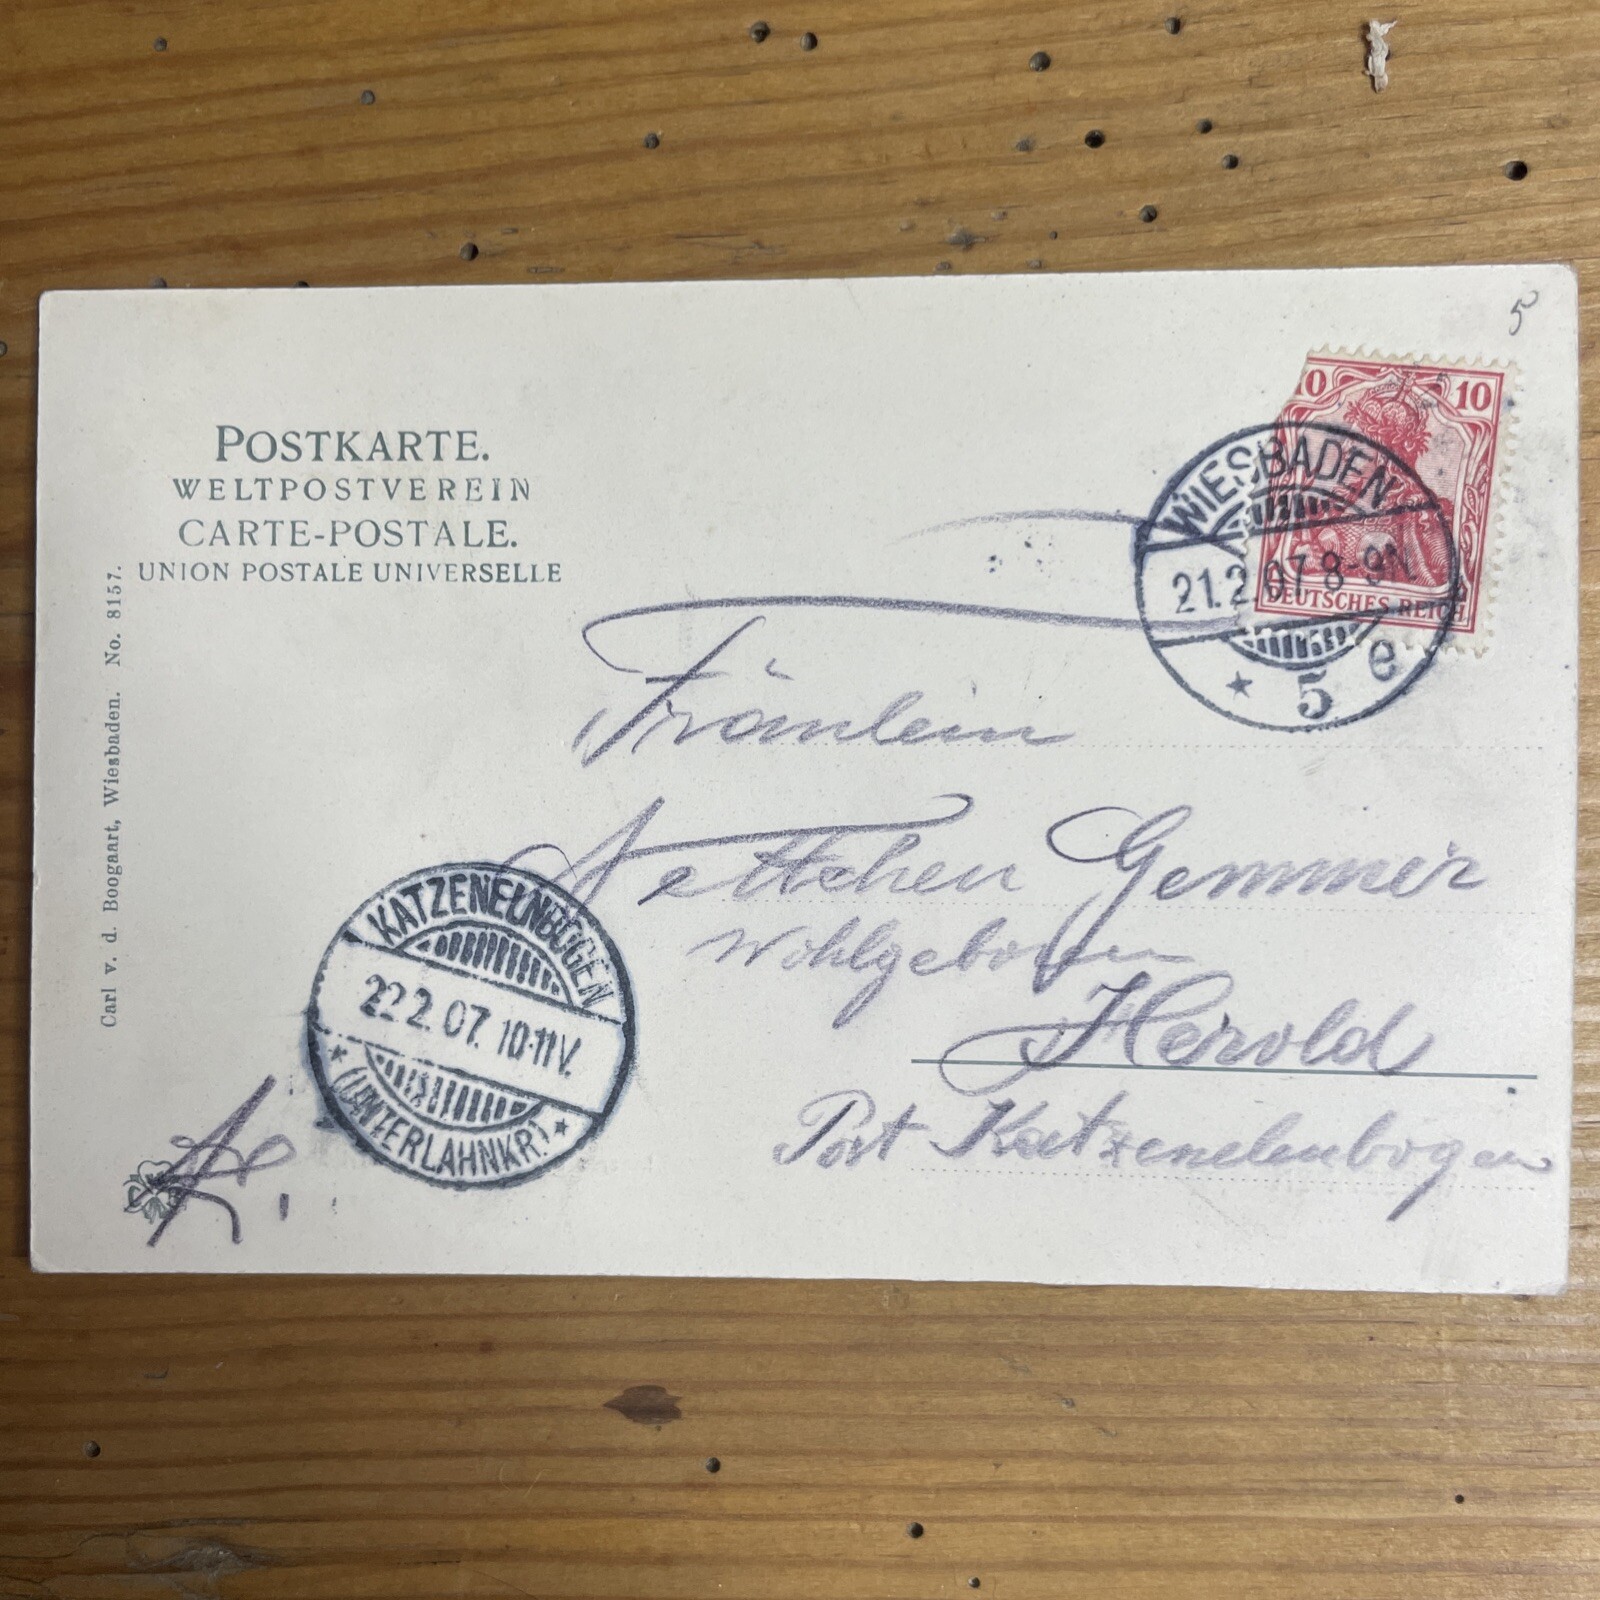 5
POSTKARTE.
WELTPOSTVEREIN
CARTE-POSTALE.
UNION POSTALE UNIVERSELLE
Carl v. d. Boogaart, Wiesbaden. No. 8157.
10 10
DEUTSCHES REICH
WIESBADEN
21.2.07.8-9N
* 5 e
Fräulein
Nettchen Gemmer
Wohlgeboren
Herold
Post Katzenelenbogen
KATZENELNBOGEN
22.2.07.10-11V.
* (UNTERLAHNKR.) *